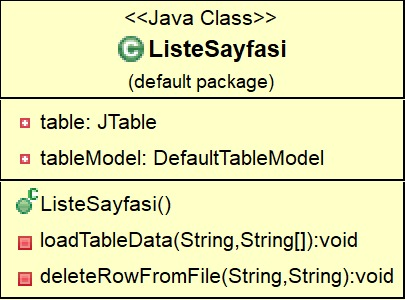 <<Java Class>>
C ListeSayfasi
(default package)
table: JTable
tableModel: DefaultTableModel
C ListeSayfasi()
loadTableData(String,String[]):void
deleteRowFromFile(String,String):void